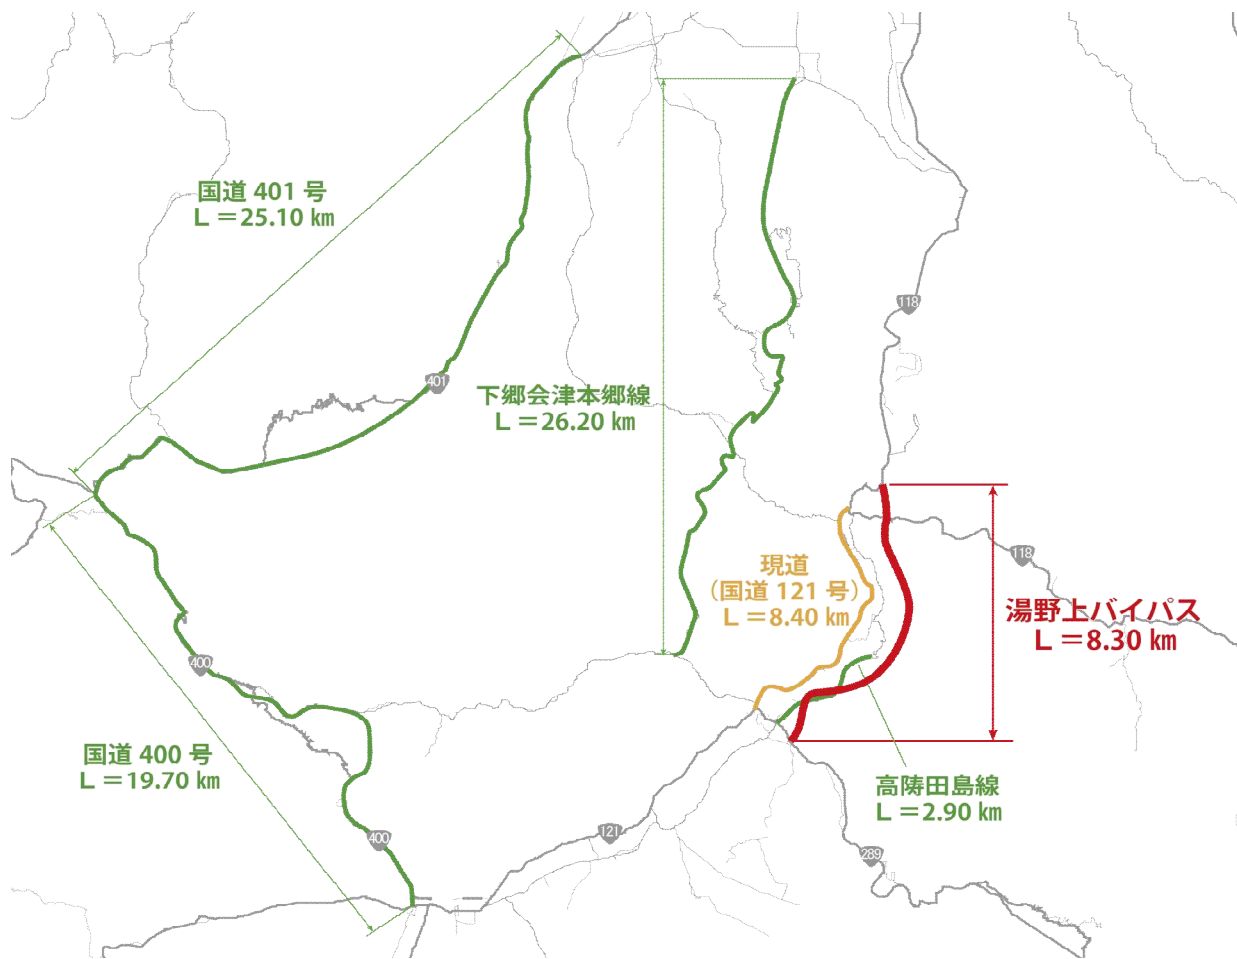 国道 401 号
L＝25.10 ㎞
118
401
下郷会津本郷線
L＝26.20 ㎞
118
現道
（国道 121 号）
L＝8.40 ㎞
湯野上バイパス
L＝8.30 ㎞
400
国道 400 号
L＝19.70 ㎞
高陦田島線
L＝2.90 ㎞
121
400
289